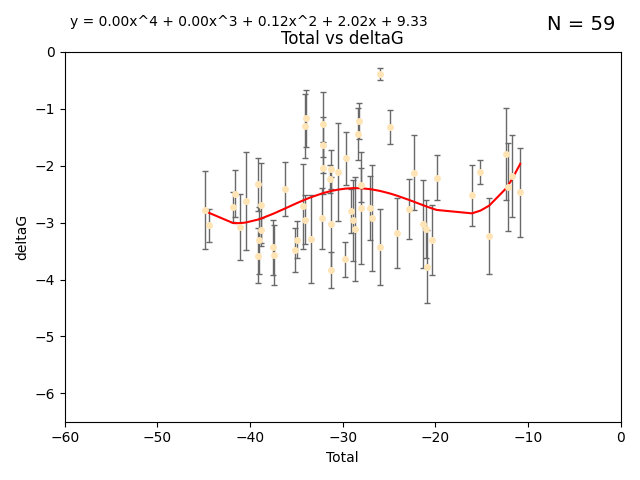 y = 0.00x^4 + 0.00x^3 + 0.12x^2 + 2.02x + 9.33
N = 59
Total vs deltaG
0
−1
−2
−3
−4
−5
−6
deltaG
−60 −50 −40 −30 −20 −10 0
Total